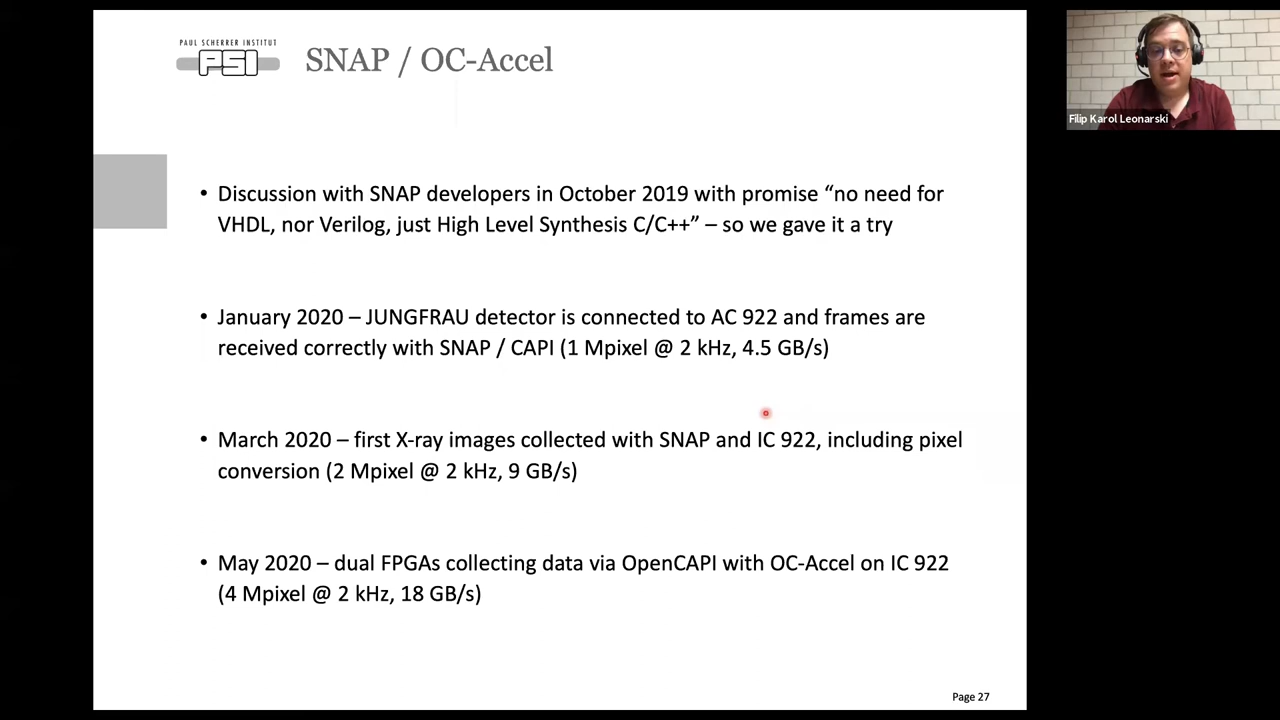 PAUL SCHERRER INSTITUT
PSI
SNAP / OC-Accel
Filip Karol Leonarski
• Discussion with SNAP developers in October 2019 with promise “no need for
VHDL, nor Verilog, just High Level Synthesis C/C++” – so we gave it a try
• January 2020 – JUNGFRAU detector is connected to AC 922 and frames are
received correctly with SNAP / CAPI (1 Mpixel @ 2 kHz, 4.5 GB/s)
• March 2020 – first X-ray images collected with SNAP and IC 922, including pixel
conversion (2 Mpixel @ 2 kHz, 9 GB/s)
• May 2020 – dual FPGAs collecting data via OpenCAPI with OC-Accel on IC 922
(4 Mpixel @ 2 kHz, 18 GB/s)
Page 27